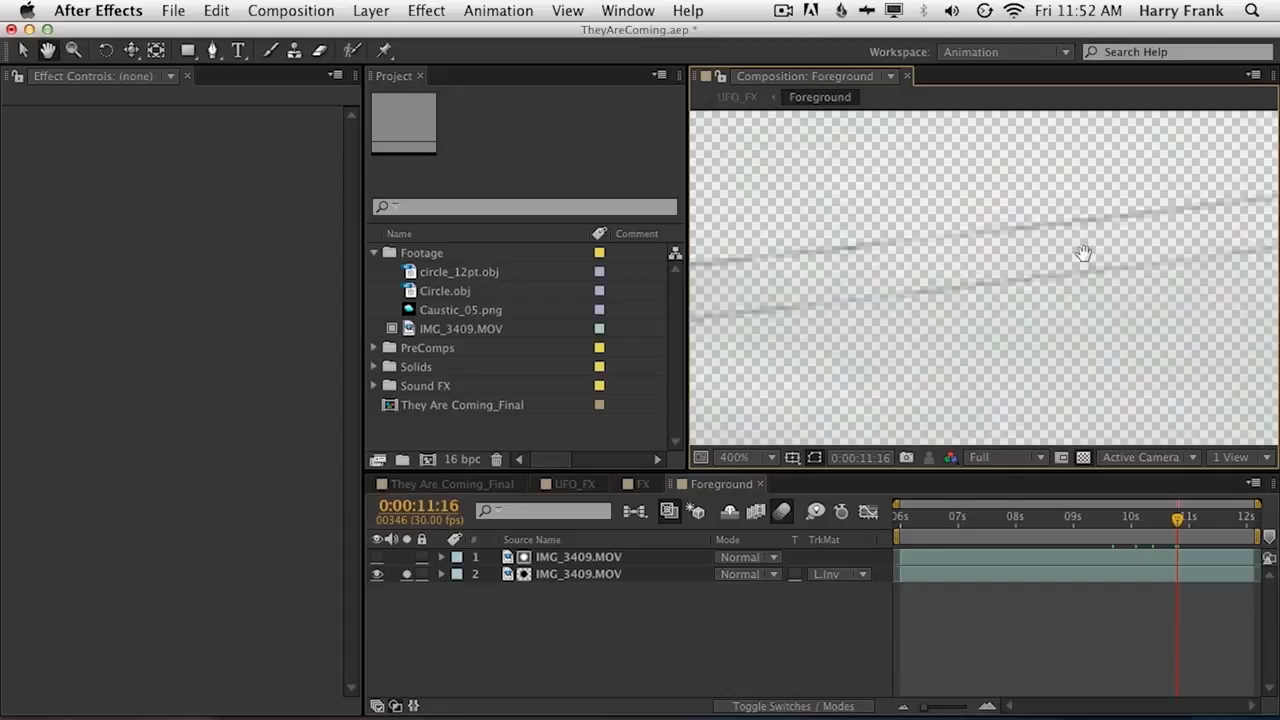 After Effects File Edit Composition Layer Effect Animation View Window Help Fri 11:52 AM Harry Frank
TheyAreComing.aep *
Workspace: Animation Search Help
Effect Controls: (none) Project Composition: Foreground
UFO_FX Foreground
Name Comment
Footage
circle_12pt.obj
Circle.obj
Caustic_05.png
IMG_3409.MOV
PreComps
Solids
Sound FX
They Are Coming_Final
16 bpc 400% 0:00:11:16 Full Active Camera 1 View
They Are Coming_Final UFO_FX FX Foreground
0:00:11:16
00346 (30.00 fps)
06s 07s 08s 09s 10s 11s 12s
# Source Name Mode T TrkMat
1 IMG_3409.MOV Normal
2 IMG_3409.MOV Normal L.Inv
Toggle Switches / Modes